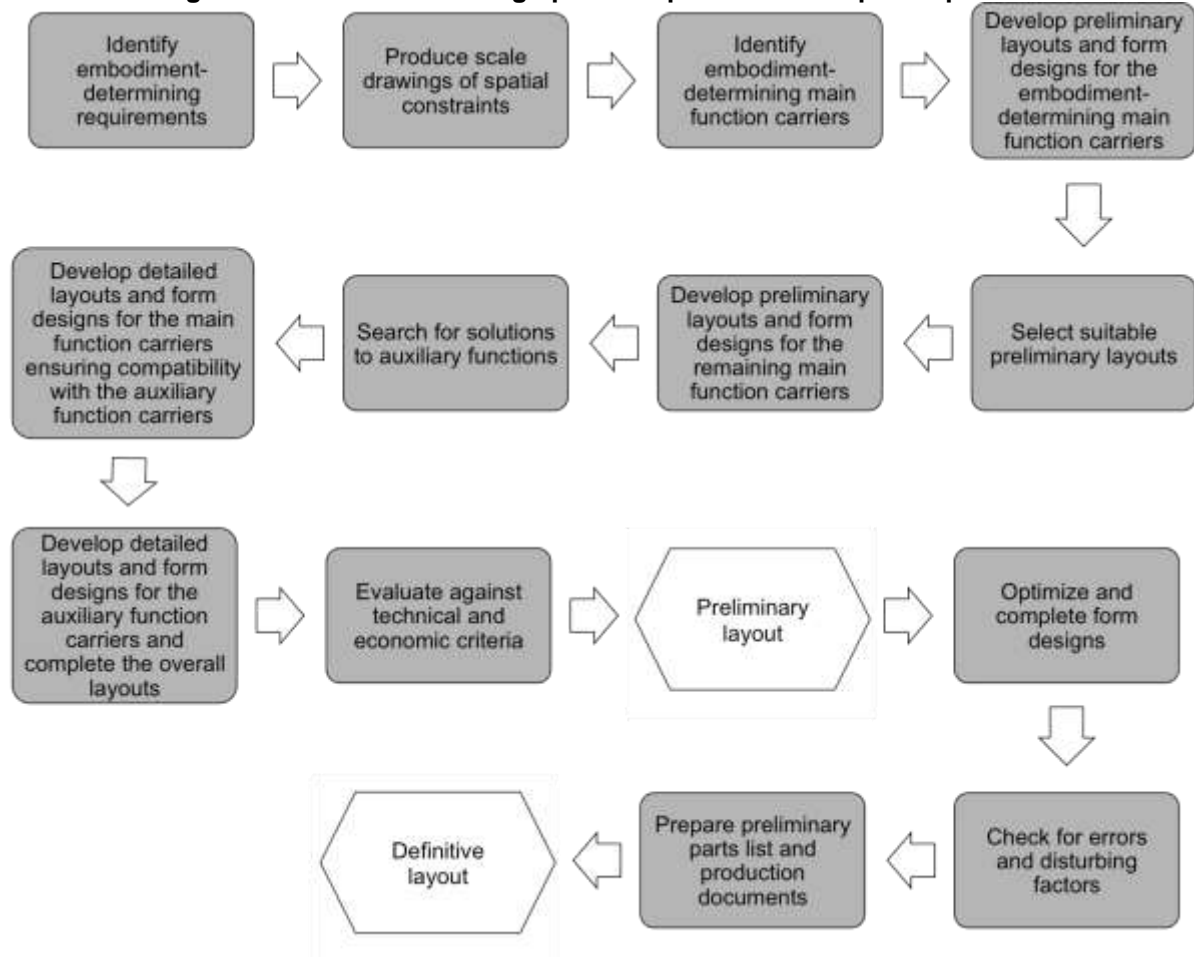 Identify
embodiment-
determining
requirements
Produce scale
drawings of spatial
constraints
Identify
embodiment-
determining main
function carriers
Develop preliminary
layouts and form
designs for the
embodiment-
determining main
function carriers
Select suitable
preliminary layouts
Develop preliminary
layouts and form
designs for the
remaining main
function carriers
Search for solutions
to auxiliary functions
Develop detailed
layouts and form
designs for the main
function carriers
ensuring compatibility
with the auxiliary
function carriers
Develop detailed
layouts and form
designs for the
auxiliary function
carriers and
complete the overall
layouts
Evaluate against
technical and
economic criteria
Preliminary
layout
Optimize and
complete form
designs
Check for errors
and disturbing
factors
Prepare preliminary
parts list and
production
documents
Definitive
layout